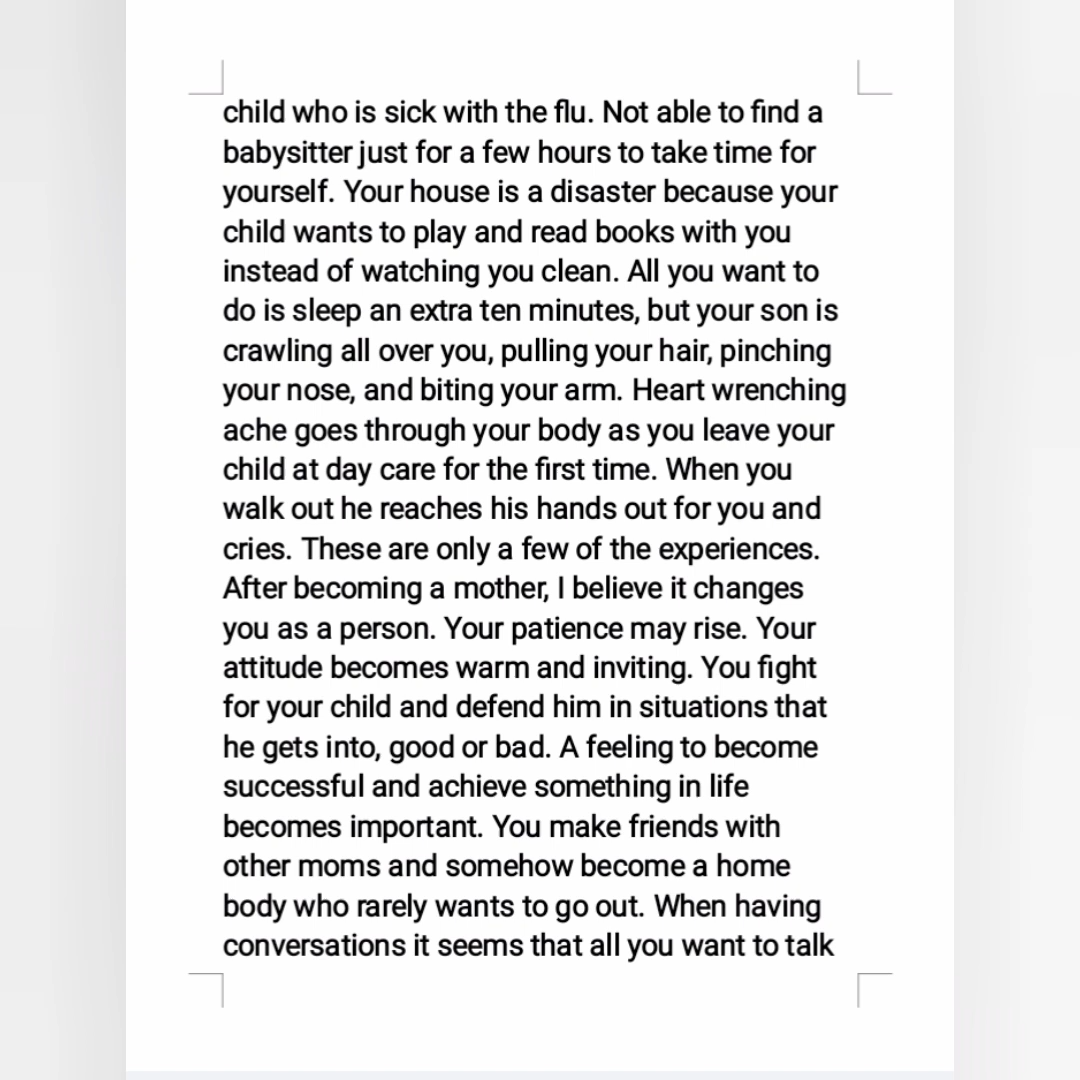 child who is sick with the flu. Not able to find a
babysitter just for a few hours to take time for
yourself. Your house is a disaster because your
child wants to play and read books with you
instead of watching you clean. All you want to
do is sleep an extra ten minutes, but your son is
crawling all over you, pulling your hair, pinching
your nose, and biting your arm. Heart wrenching
ache goes through your body as you leave your
child at day care for the first time. When you
walk out he reaches his hands out for you and
cries. These are only a few of the experiences.
After becoming a mother, I believe it changes
you as a person. Your patience may rise. Your
attitude becomes warm and inviting. You fight
for your child and defend him in situations that
he gets into, good or bad. A feeling to become
successful and achieve something in life
becomes important. You make friends with
other moms and somehow become a home
body who rarely wants to go out. When having
conversations it seems that all you want to talk